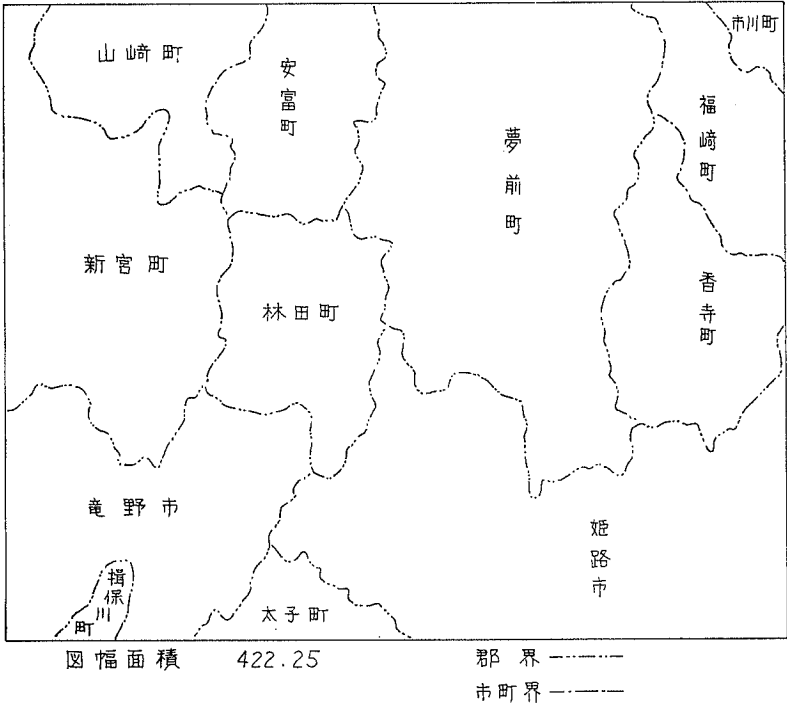 市川町
山崎町
安富町
福崎町
夢前町
新宮町
香寺町
林田町
竜野市
姫路市
揖保川町
太子町
図幅面積 422.25
郡界
市町界